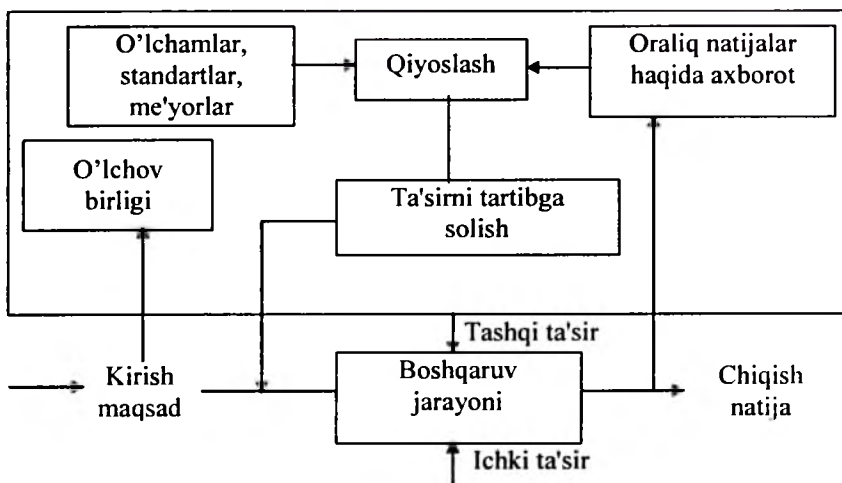 O’lchamlar,
standartlar,
me'yorlar
Qiyoslash
Oraliq natijalar
haqida axborot
O’lchov
birligi
Ta'sirni tartibga
solish
Tashqi ta'sir
Kirish
maqsad
Boshqaruv
jarayoni
Chiqish
natija
Ichki ta'sir